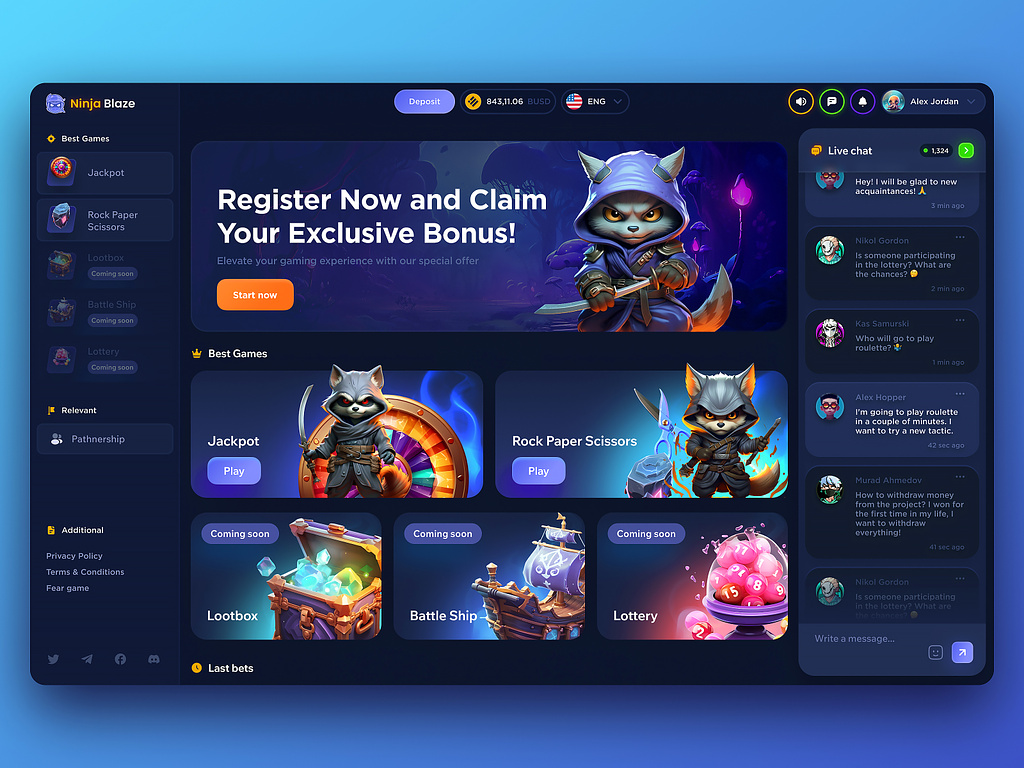 Ninja Blaze
Deposit
843,11.06 BUSD
ENG
Alex Jordan
Best Games
Jackpot
Rock Paper
Scissors
Lootbox
Coming soon
Battle Ship
Coming soon
Lottery
Coming soon
Relevant
Pathnership
Additional
Privacy Policy
Terms & Conditions
Fear game
Register Now and Claim
Your Exclusive Bonus!
Elevate your gaming experience with our special offer
Start now
Best Games
Jackpot
Play
Rock Paper Scissors
Play
Coming soon
Lootbox
Coming soon
Battle Ship
Coming soon
Lottery
Last bets
Live chat
1,324
Hey! I will be glad to new
acquaintances! 🙏
3 min ago
Nikol Gordon
Is someone participating
in the lottery? What are
the chances? 🤔
2 min ago
Kas Samurski
Who will go to play
roulette? 🤷‍♂️
1 min ago
Alex Hopper
I'm going to play roulette
in a couple of minutes. I
want to try a new tactic.
42 sec ago
Murad Ahmedov
How to withdraw money
from the project? I won for
the first time in my life, I
want to withdraw
everything!
41 sec ago
Nikol Gordon
Is someone participating
in the lottery? What are
the chances? 🤔
Write a message...